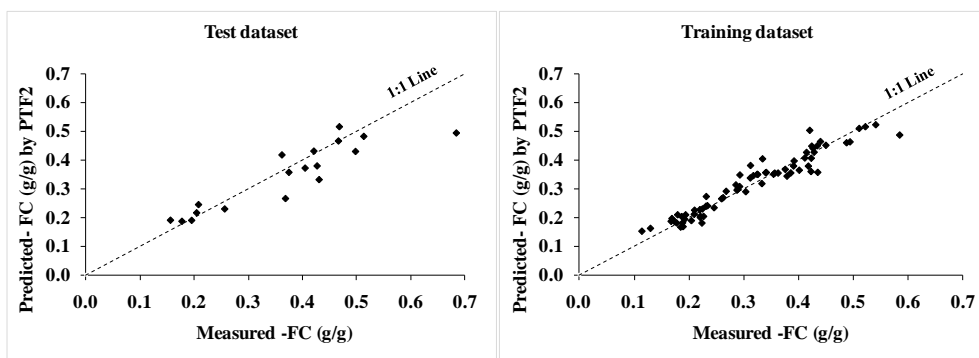 Test dataset
Predicted- FC (g/g) by PTF2
0.7
0.6
0.5
0.4
0.3
0.2
0.1
0.0
1:1 Line
0.0 0.1 0.2 0.3 0.4 0.5 0.6 0.7
Measured -FC (g/g)
Training dataset
Predicted- FC (g/g) by PTF2
0.7
0.6
0.5
0.4
0.3
0.2
0.1
0.0
1:1 Line
0.0 0.1 0.2 0.3 0.4 0.5 0.6 0.7
Measured -FC (g/g)